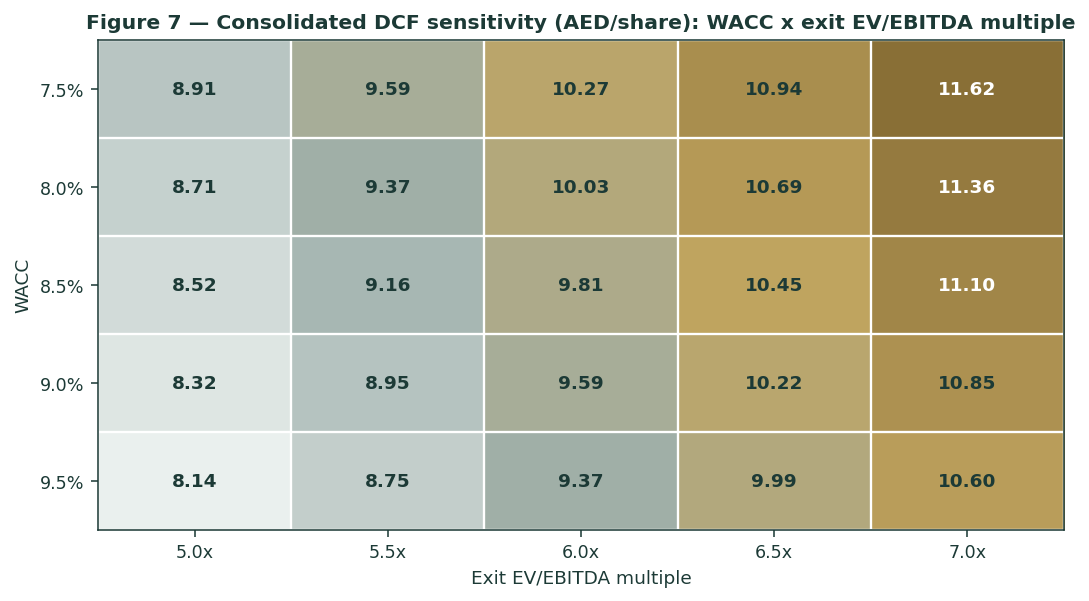 Figure 7 — Consolidated DCF sensitivity (AED/share): WACC x exit EV/EBITDA multiple
WACC
7.5% 8.91 9.59 10.27 10.94 11.62
8.0% 8.71 9.37 10.03 10.69 11.36
8.5% 8.52 9.16 9.81 10.45 11.10
9.0% 8.32 8.95 9.59 10.22 10.85
9.5% 8.14 8.75 9.37 9.99 10.60
5.0x 5.5x 6.0x 6.5x 7.0x
Exit EV/EBITDA multiple